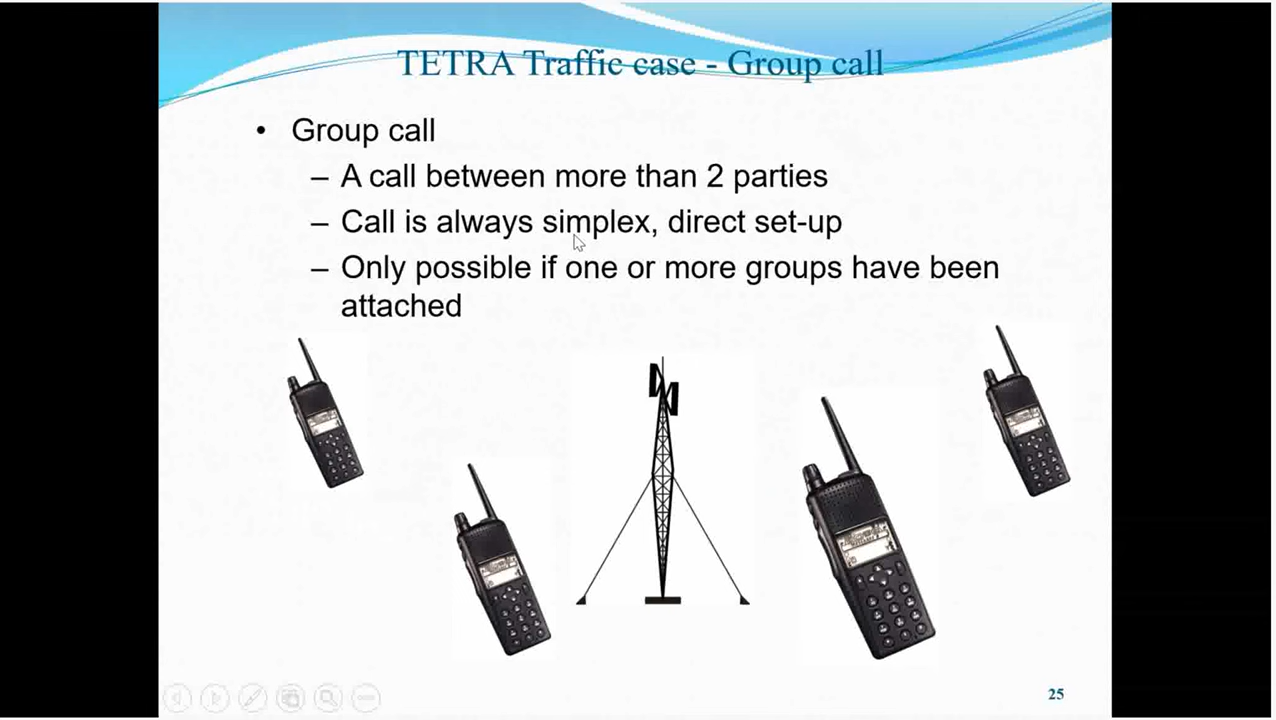 TETRA Traffic case - Group call
• Group call
– A call between more than 2 parties
– Call is always simplex, direct set-up
– Only possible if one or more groups have been
attached
25